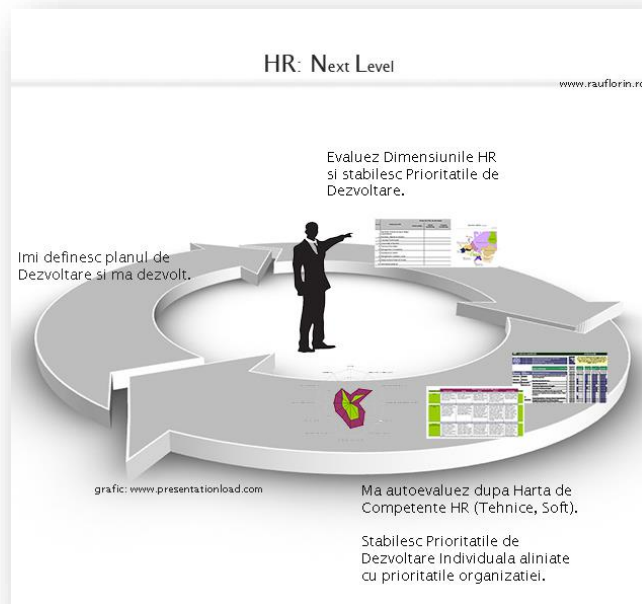 HR: Next Level
www.rauflorin.ro
Evaluez Dimensiunile HR
si stabilesc Prioritatile de
Dezvoltare.
Imi definesc planul de
Dezvoltare si ma dezvolt.
grafic: www.presentationload.com
Ma autoevaluez dupa Harta de
Competente HR (Tehnice, Soft).
Stabilesc Prioritatile de
Dezvoltare Individuala aliniate
cu prioritatile organizatiei.